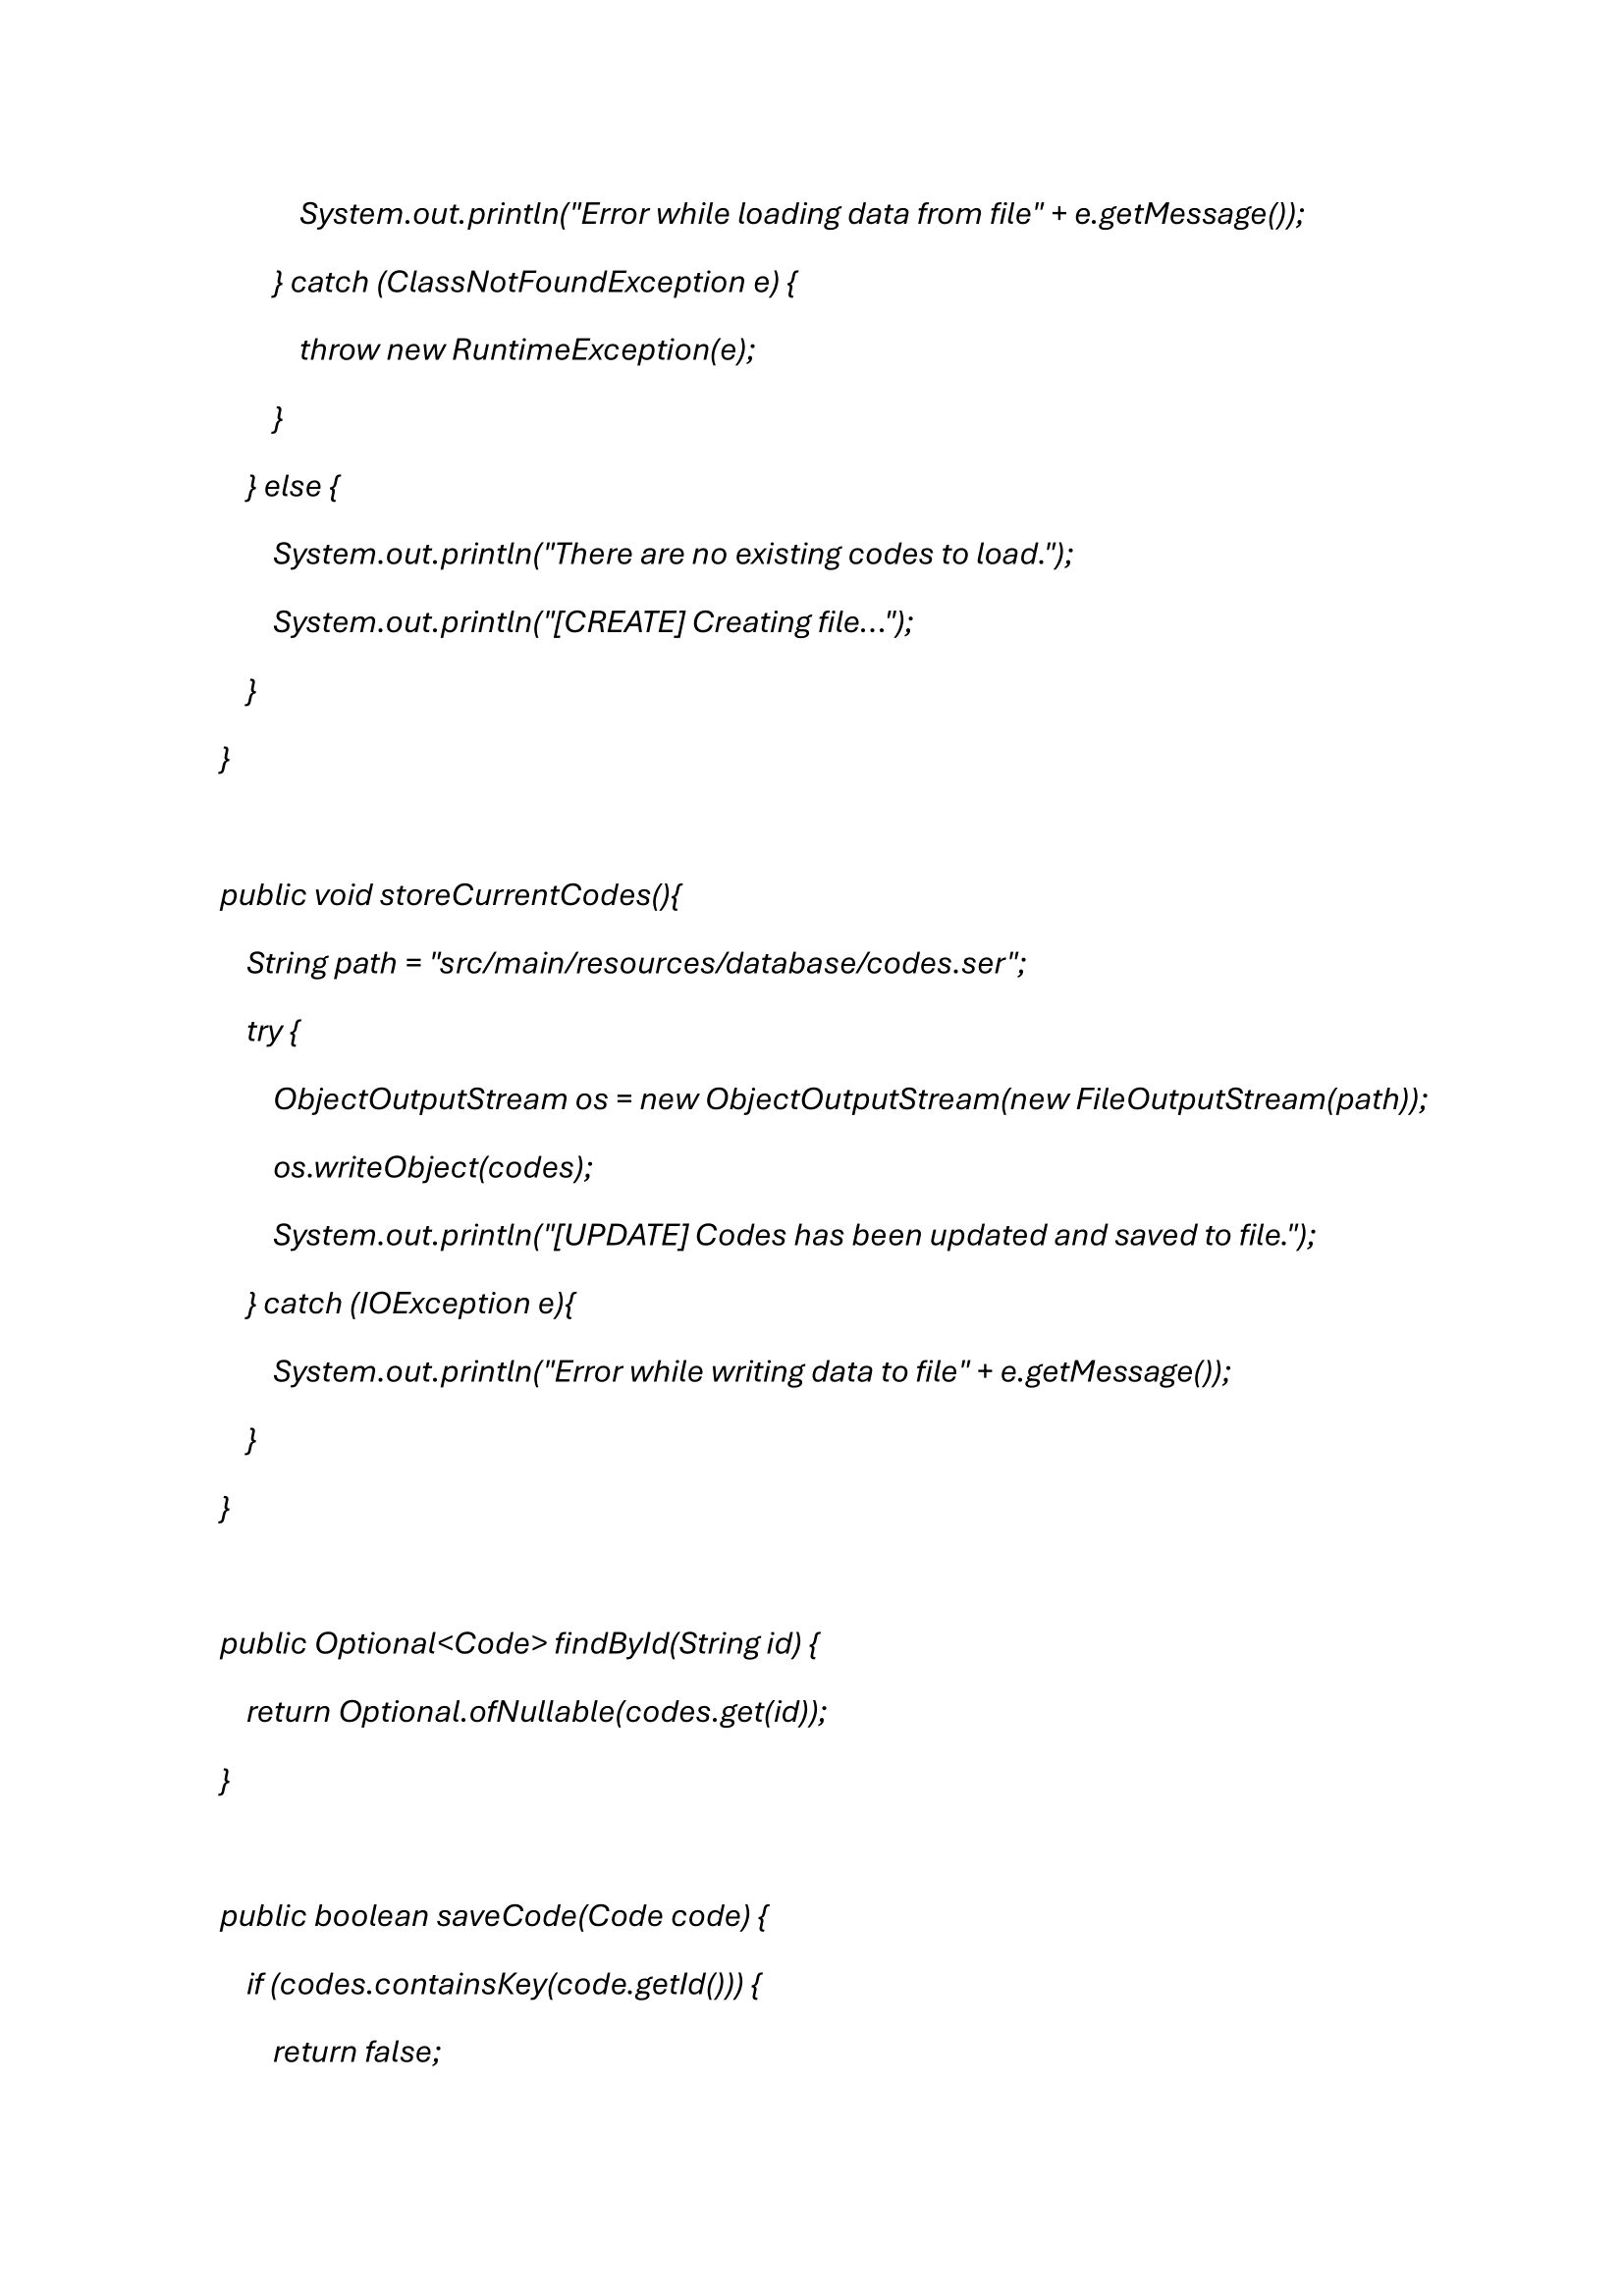 System.out.println("Error while loading data from file" + e.getMessage());
} catch (ClassNotFoundException e) {
throw new RuntimeException(e);
}
} else {
System.out.println("There are no existing codes to load.");
System.out.println("[CREATE] Creating file...");
}
}
public void storeCurrentCodes(){
String path = "src/main/resources/database/codes.ser";
try {
ObjectOutputStream os = new ObjectOutputStream(new FileOutputStream(path));
os.writeObject(codes);
System.out.println("[UPDATE] Codes has been updated and saved to file.");
} catch (IOException e){
System.out.println("Error while writing data to file" + e.getMessage());
}
}
public Optional<Code> findById(String id) {
return Optional.ofNullable(codes.get(id));
}
public boolean saveCode(Code code) {
if (codes.containsKey(code.getId())) {
return false;